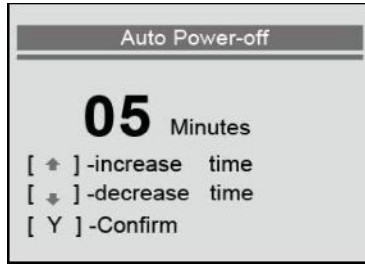 Auto Power-off
05 Minutes
[ ⬆ ] -increase time
[ ⬇ ] -decrease time
[ Y ] -Confirm